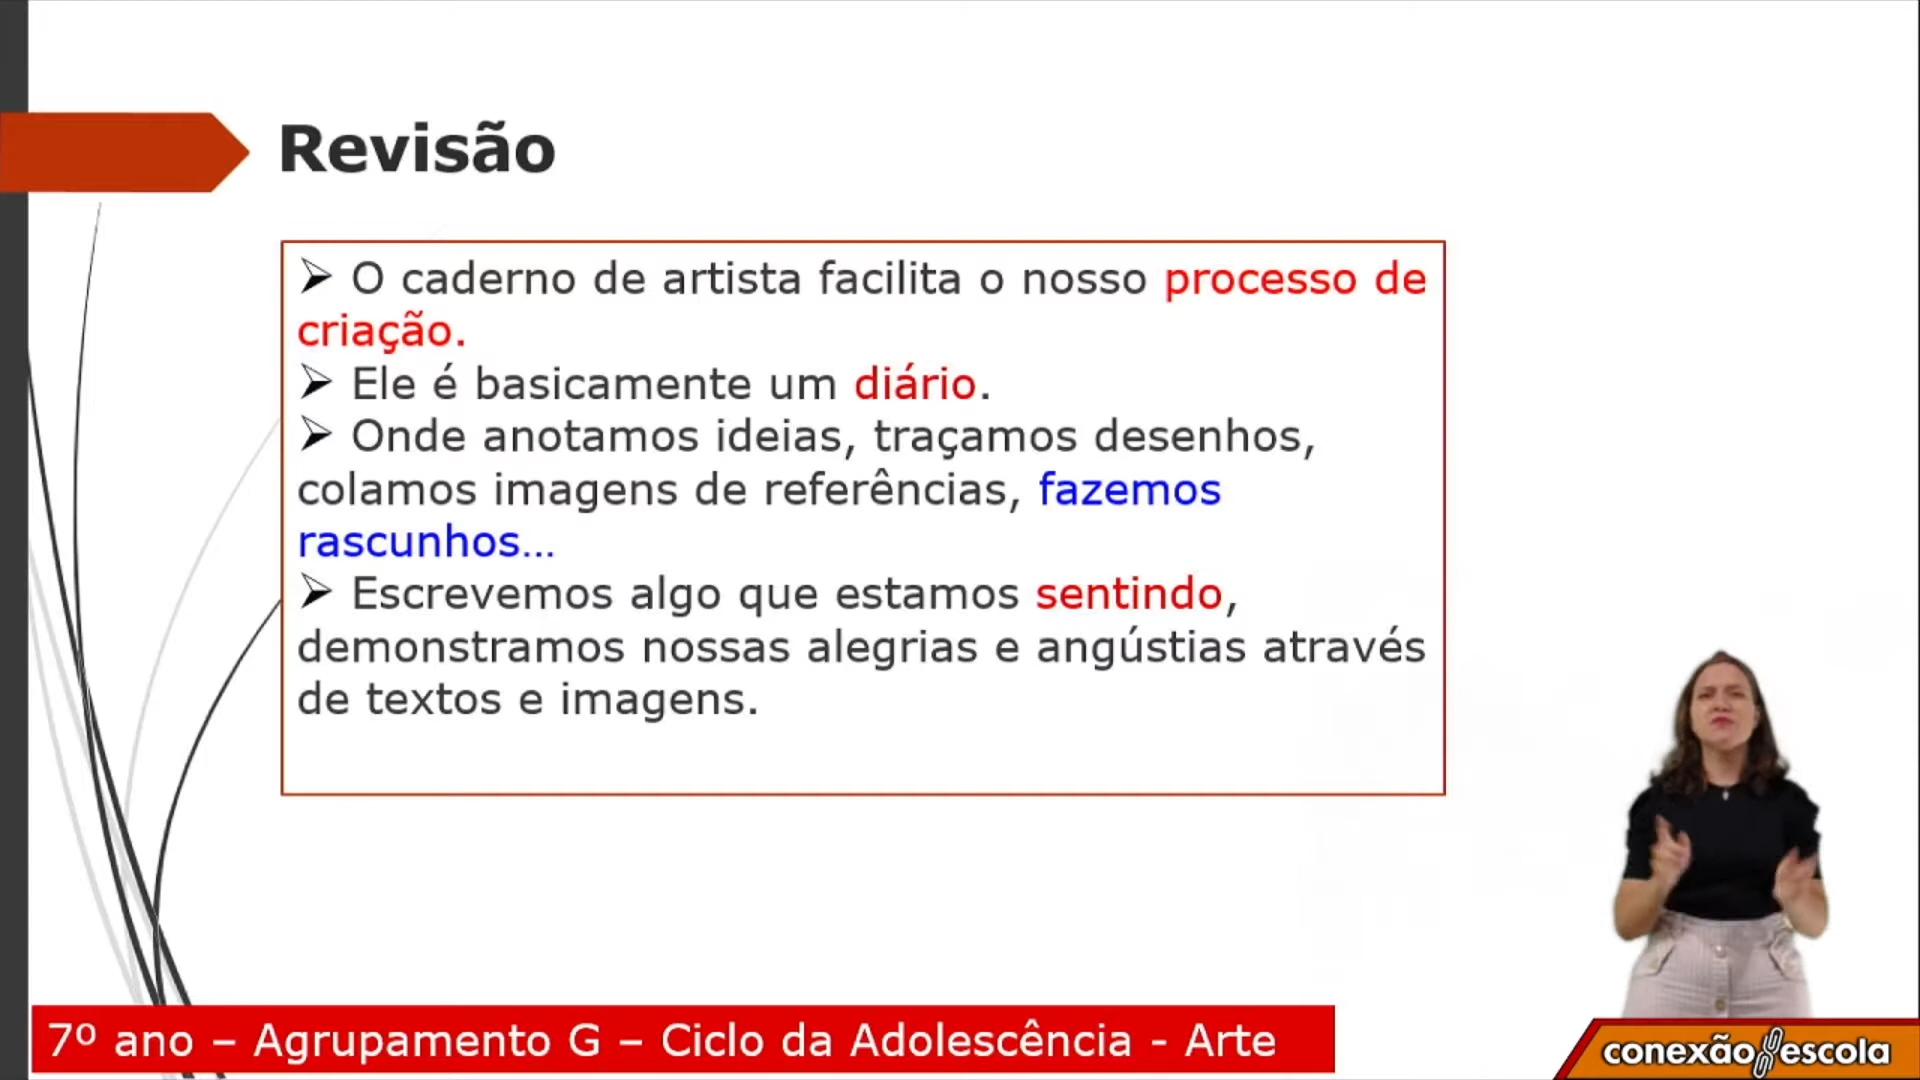 Revisão
➢ O caderno de artista facilita o nosso processo de
criação.
➢ Ele é basicamente um diário.
➢ Onde anotamos ideias, traçamos desenhos,
colamos imagens de referências, fazemos
rascunhos...
➢ Escrevemos algo que estamos sentindo,
demonstramos nossas alegrias e angústias através
de textos e imagens.
7º ano – Agrupamento G – Ciclo da Adolescência - Arte
conexão escola